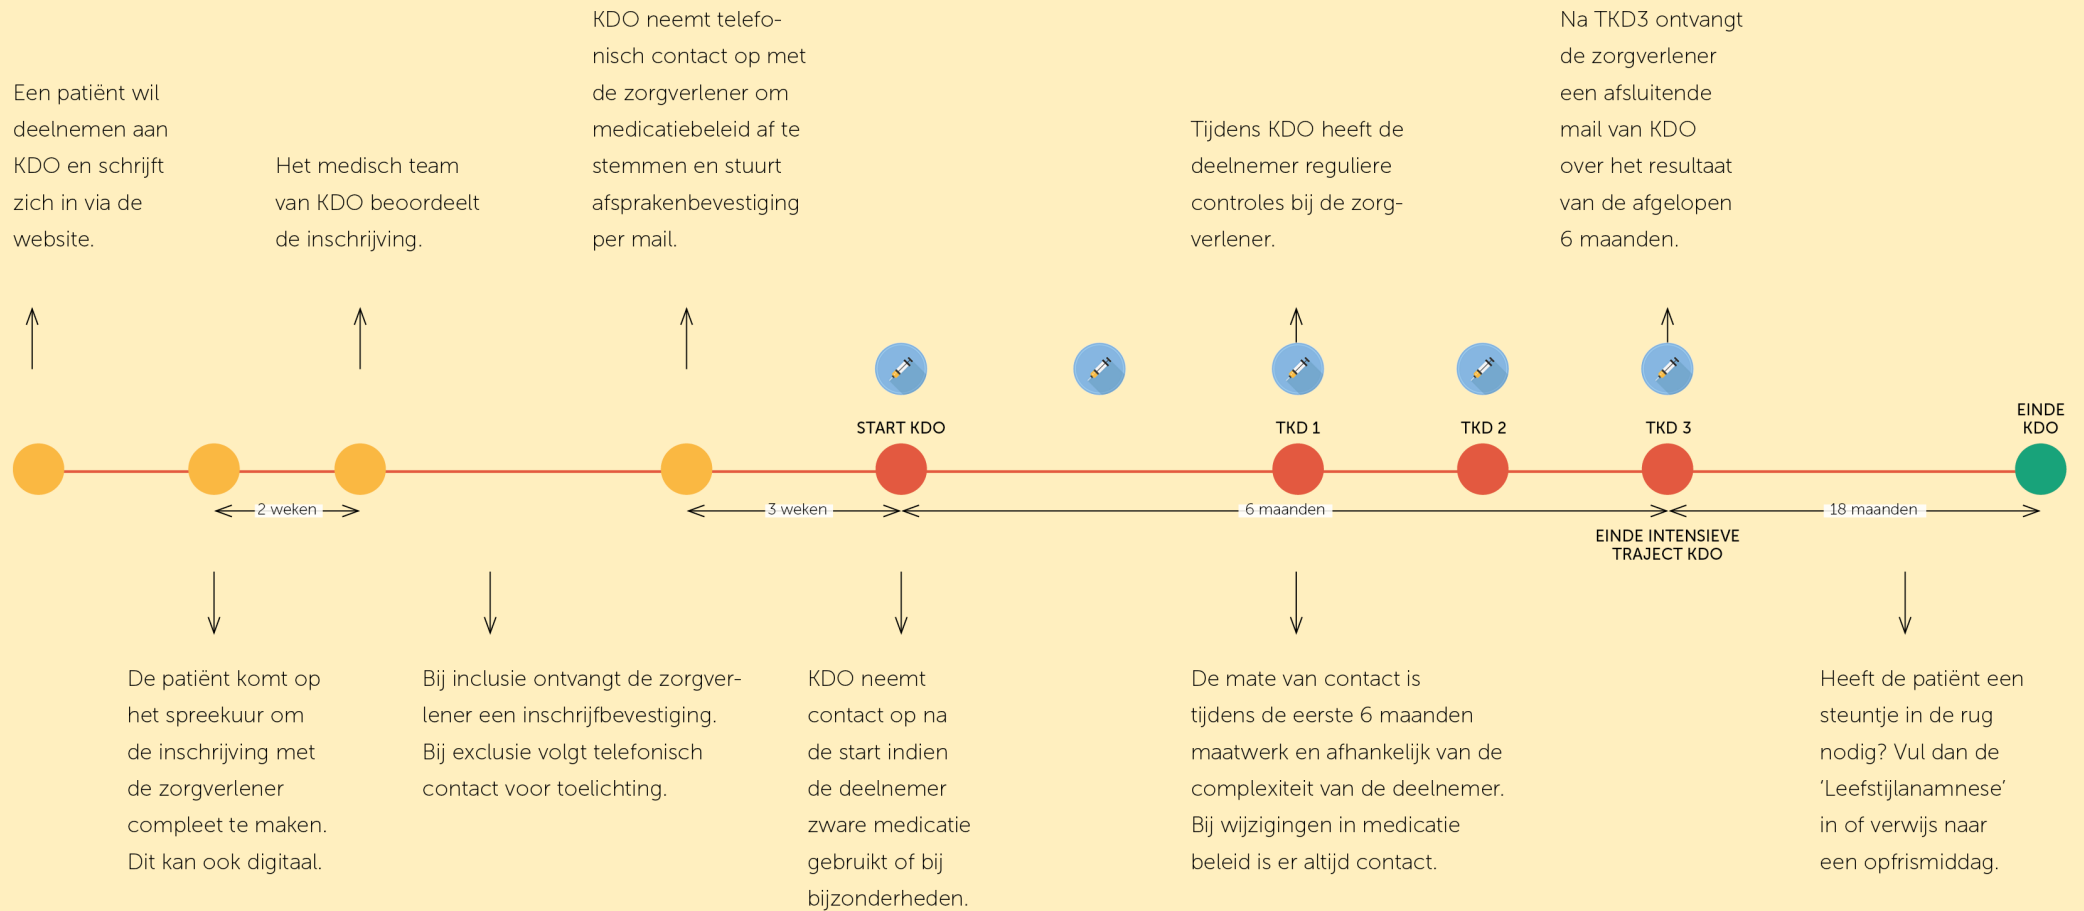 Een patiënt wil
deelnemen aan
KDO en schrijft
zich in via de
website.
Het medisch team
van KDO beoordeelt
de inschrijving.
KDO neemt telefo-
nisch contact op met
de zorgverlener om
medicatiebeleid af te
stemmen en stuurt
afsprakenbevestiging
per mail.
Tijdens KDO heeft de
deelnemer reguliere
controles bij de zorg-
verlener.
Na TKD3 ontvangt
de zorgverlener
een afsluitende
mail van KDO
over het resultaat
van de afgelopen
6 maanden.
START KDO
TKD 1
TKD 2
TKD 3
EINDE
KDO
2 weken
3 weken
6 maanden
18 maanden
EINDE INTENSIEVE
TRAJECT KDO
De patiënt komt op
het spreekuur om
de inschrijving met
de zorgverlener
compleet te maken.
Dit kan ook digitaal.
Bij inclusie ontvangt de zorgver-
lener een inschrijfbevestiging.
Bij exclusie volgt telefonisch
contact voor toelichting.
KDO neemt
contact op na
de start indien
de deelnemer
zware medicatie
gebruikt of bij
bijzonderheden.
De mate van contact is
tijdens de eerste 6 maanden
maatwerk en afhankelijk van de
complexiteit van de deelnemer.
Bij wijzigingen in medicatie
beleid is er altijd contact.
Heeft de patiënt een
steuntje in de rug
nodig? Vul dan de
‘Leefstijlanamnese’
in of verwijs naar
een opfrismiddag.